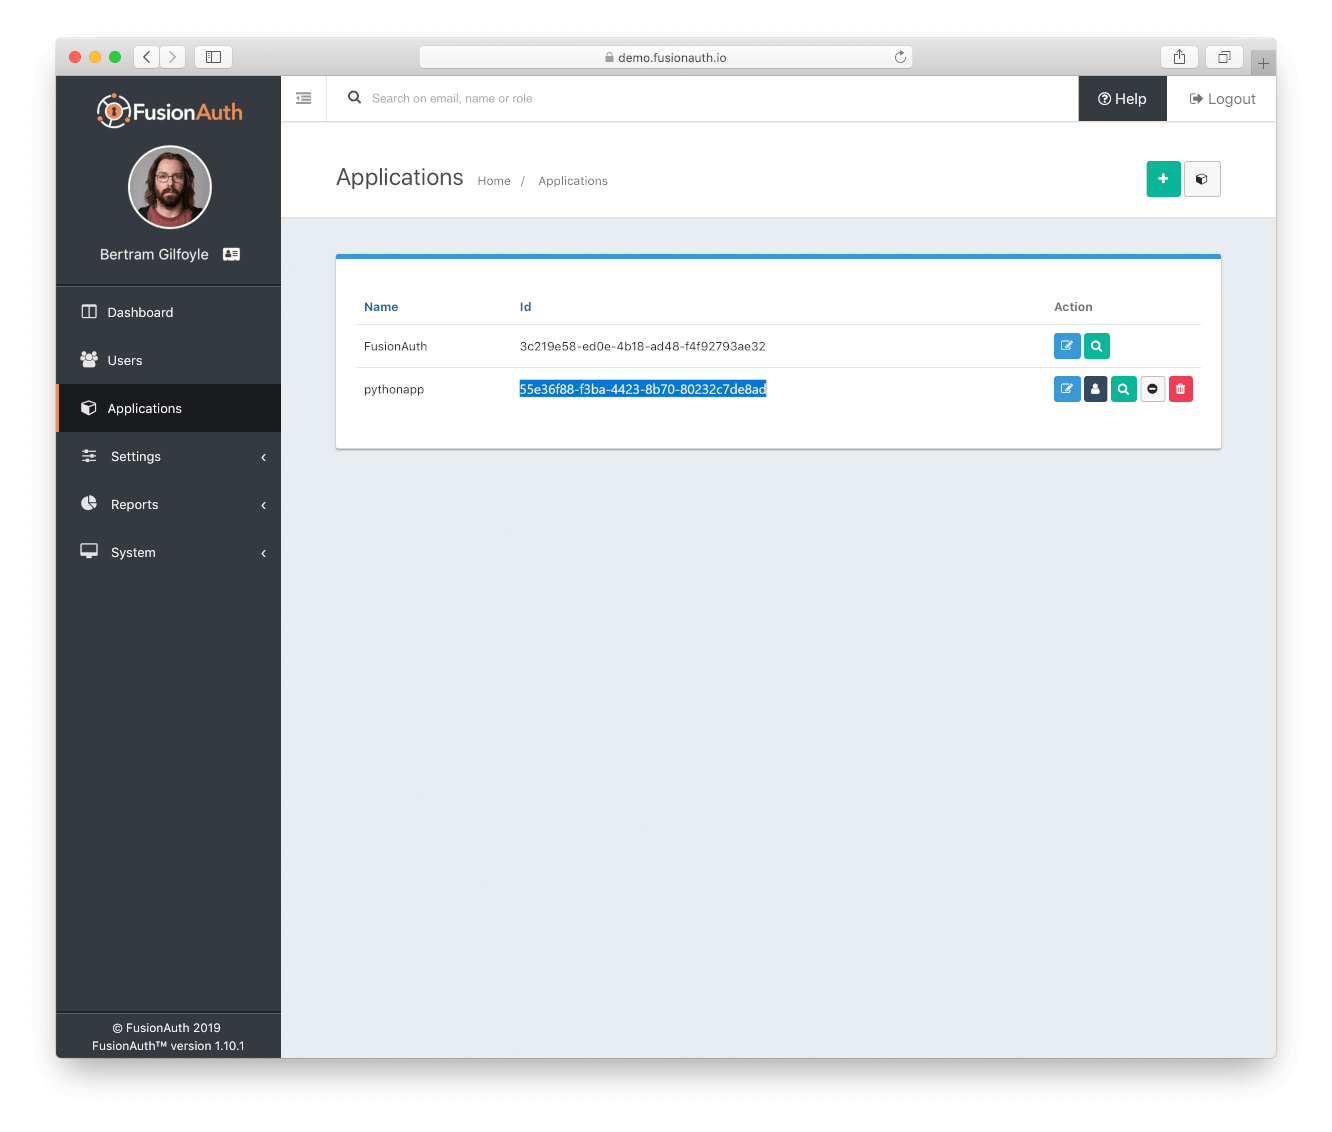 demo.fusionauth.io
FusionAuth
Search on email, name or role
Help
Logout
Bertram Gilfoyle
Applications Home / Applications
Dashboard
Users
Applications
Settings
Reports
System
Name Id Action
FusionAuth 3c219e58-ed0e-4b18-ad48-f4f92793ae32
pythonapp 55e36f88-f3ba-4423-8b70-80232c7de8ad
© FusionAuth 2019
FusionAuth™ version 1.10.1